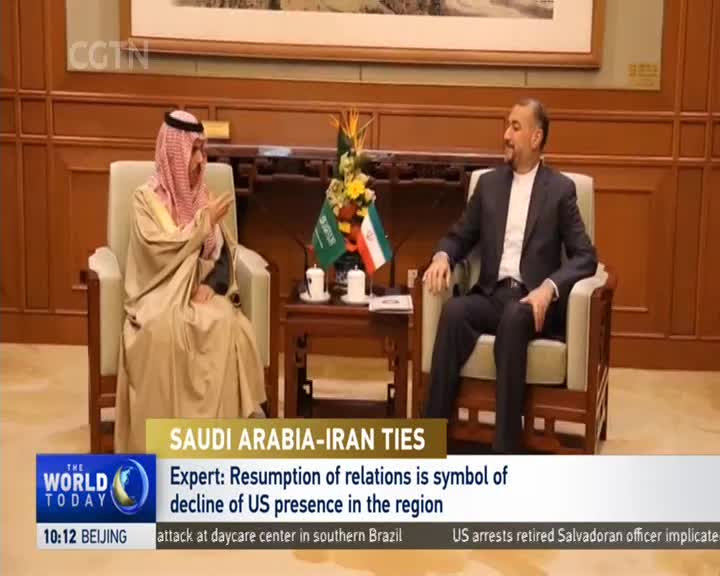 CGTN
SAUDI ARABIA-IRAN TIES
Expert: Resumption of relations is symbol of
decline of US presence in the region
THE
WORLD
TODAY
10:12 BEIJING
attack at daycare center in southern Brazil US arrests retired Salvadoran officer implicate